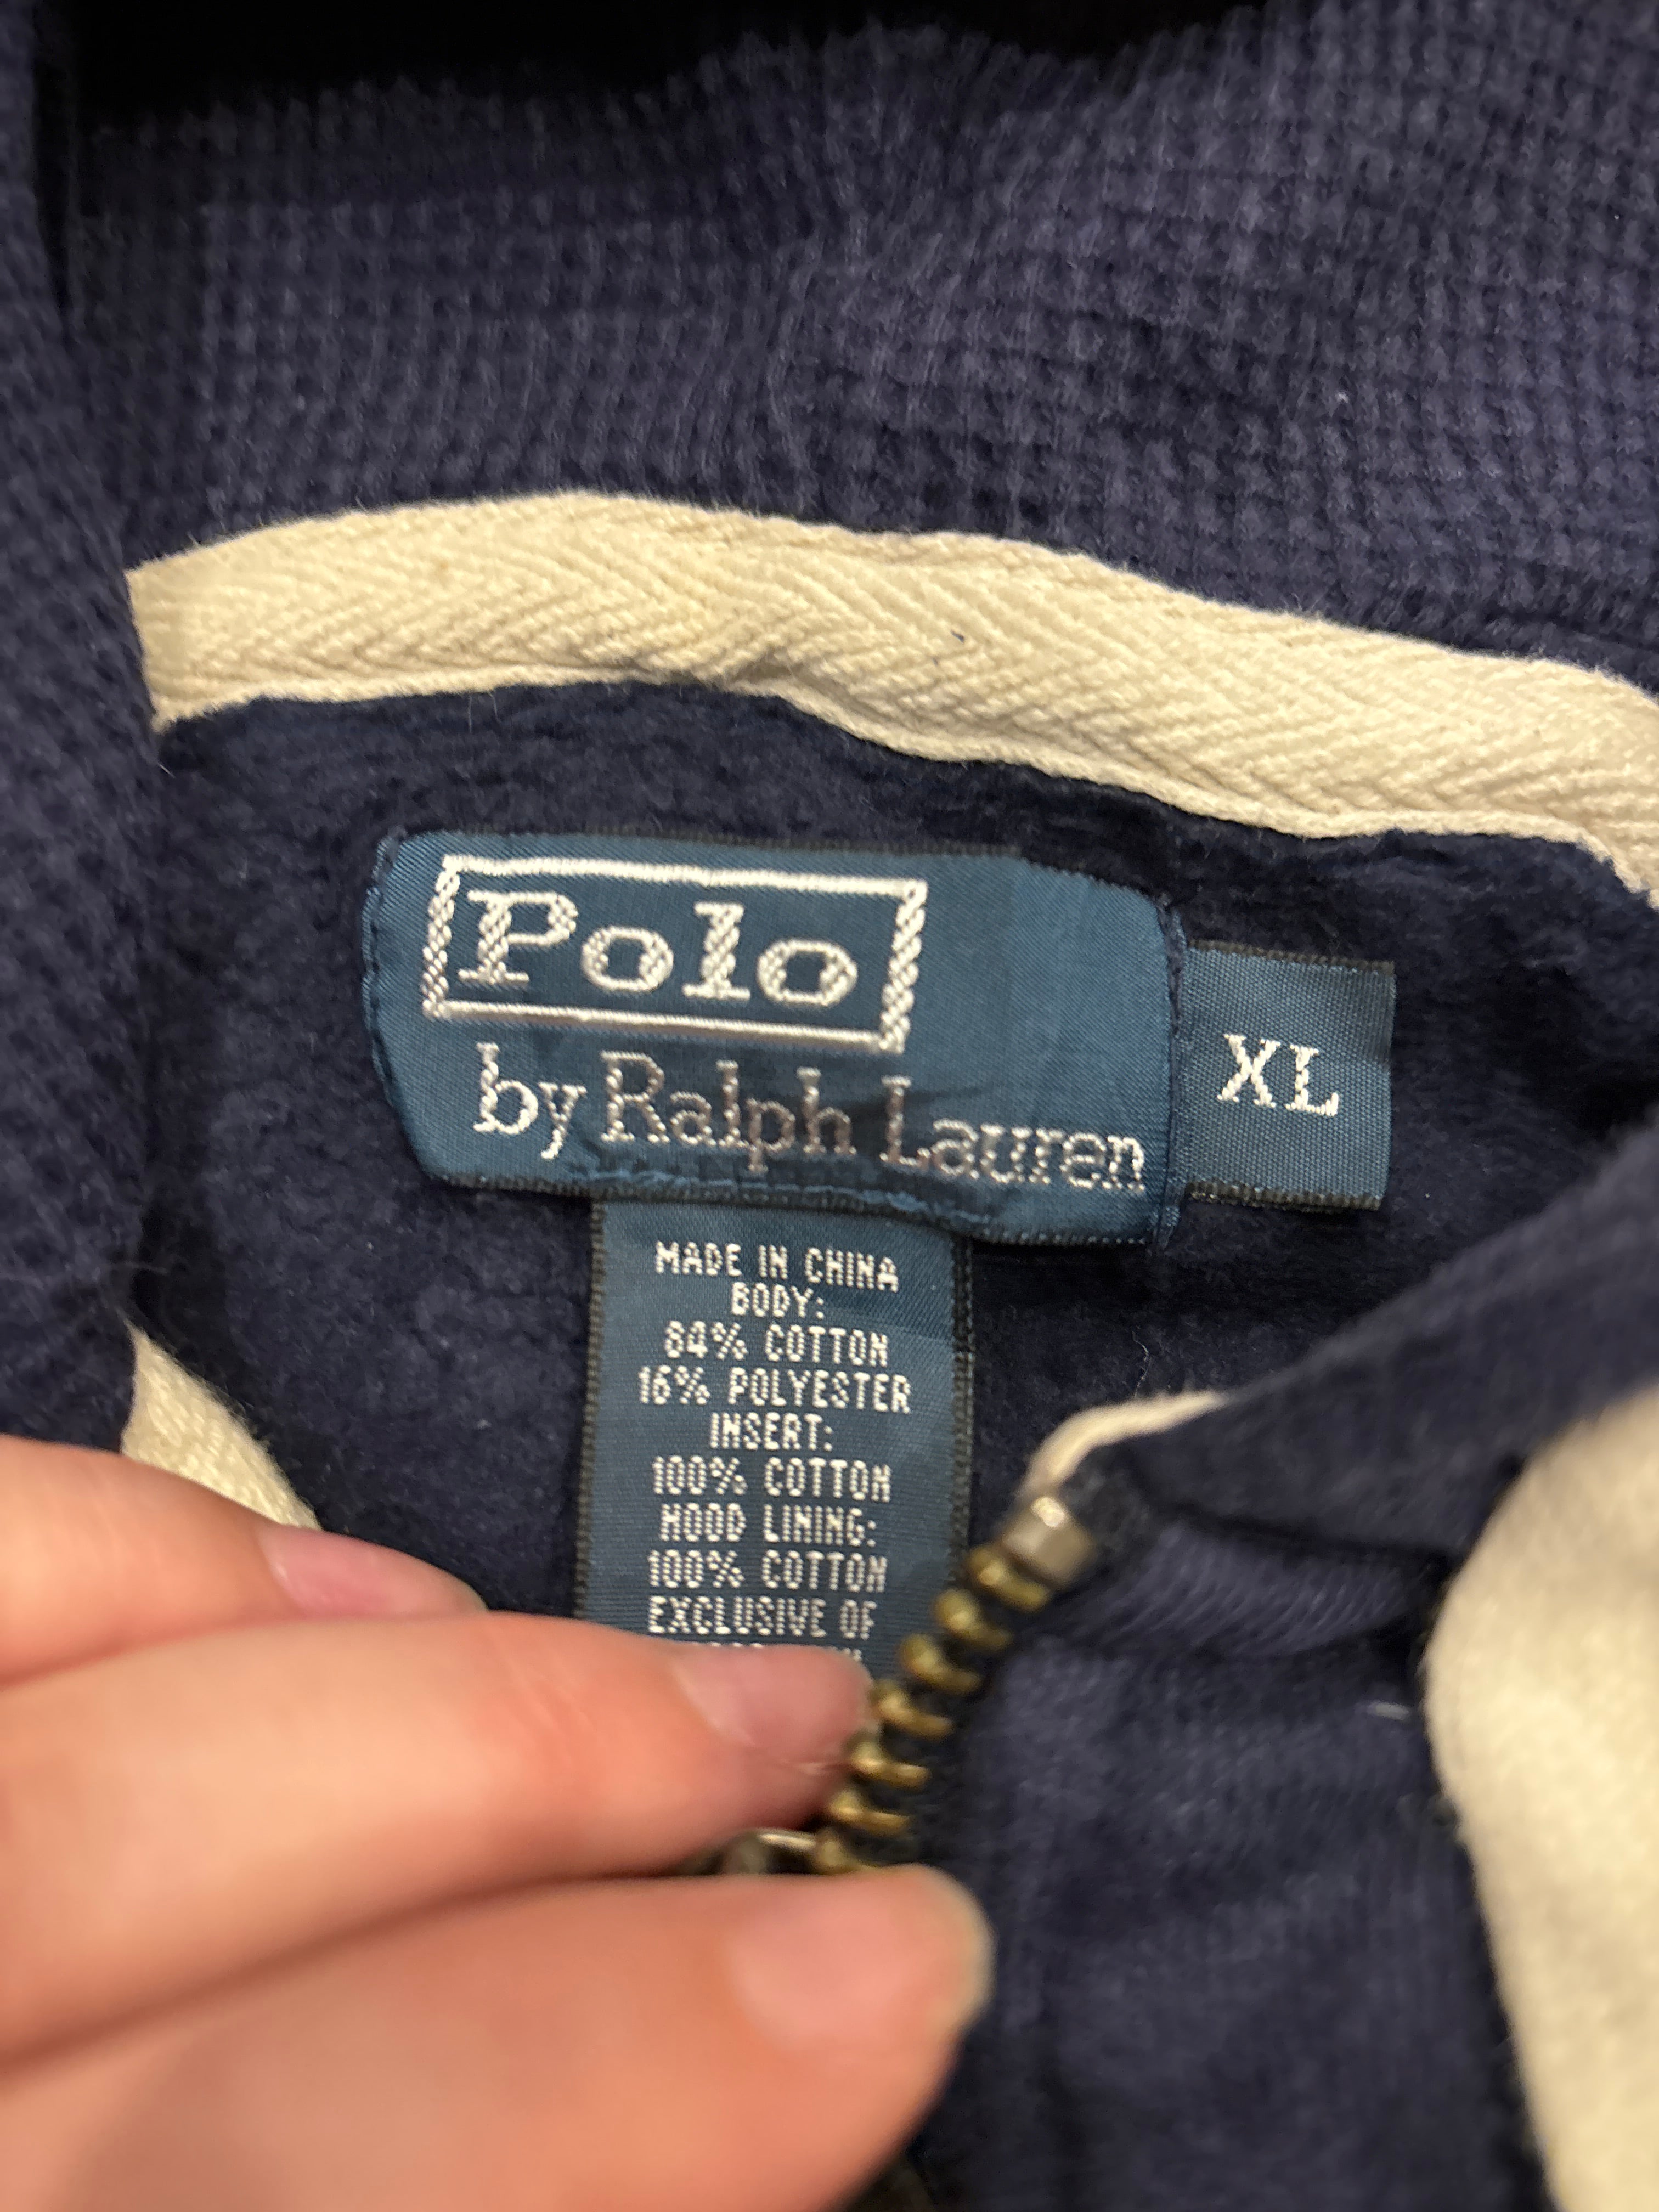 Polo
by Ralph Lauren
XL
MADE IN CHINA
BODY:
84% COTTON
16% POLYESTER
INSERT:
100% COTTON
HOOD LINING:
100% COTTON
EXCLUSIVE OF